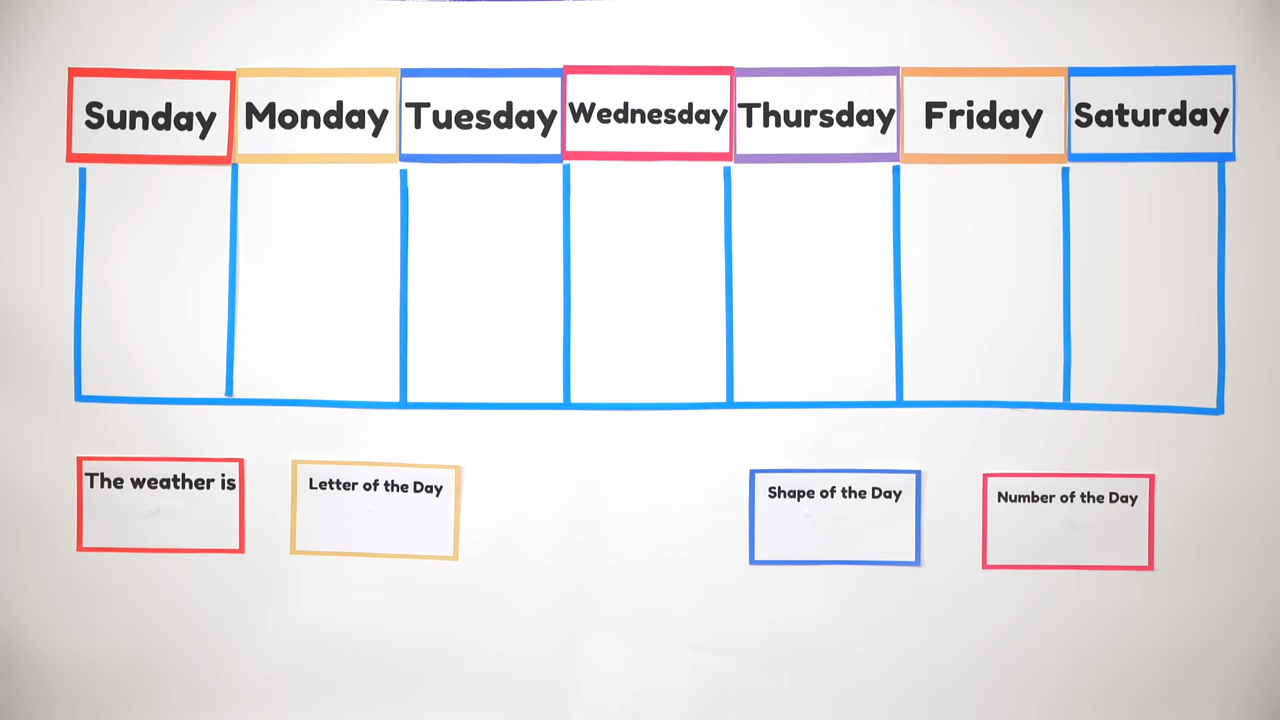 Sunday Monday Tuesday Wednesday Thursday Friday Saturday
The weather is
Letter of the Day
Shape of the Day
Number of the Day